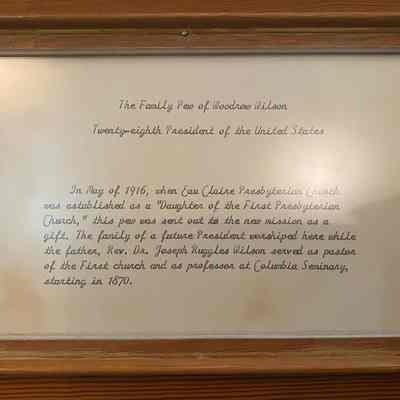 The Family Pew of Woodrow Wilson
Twenty-eighth President of the United States
In May of 1916, when Eau Claire Presbyterian Church
was established as a "Daughter of the First Presbyterian
Church," this pew was sent out to the new mission as a
gift. The family of a future President worshiped here while
the father, Rev. Dr. Joseph Ruggles Wilson served as pastor
of the First church and as professor at Columbia Seminary,
starting in 1870.